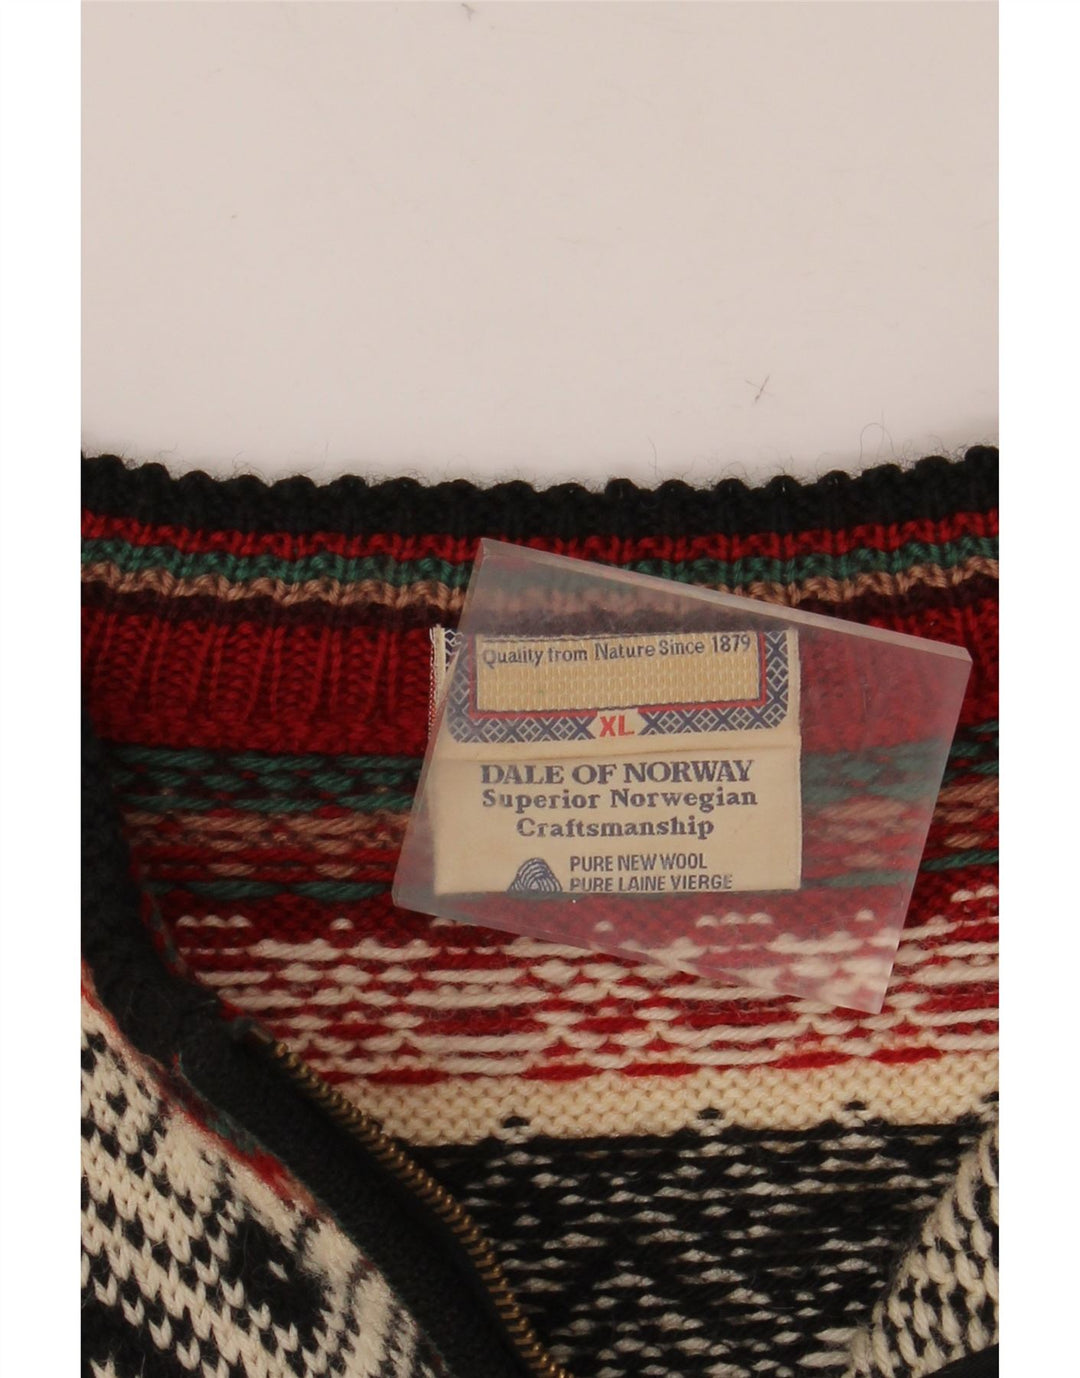 Quality from Nature Since 1879
XL
DALE OF NORWAY
Superior Norwegian
Craftsmanship
PURE NEW WOOL
PURE LAINE VIERGE